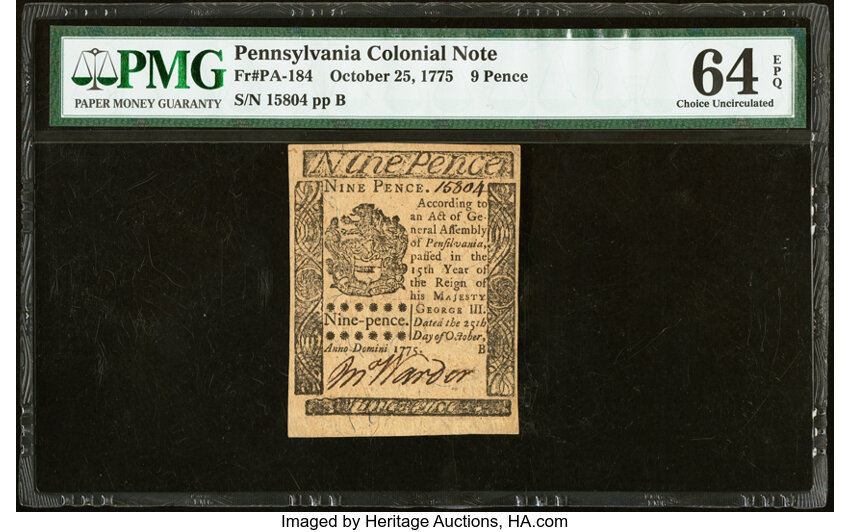 PMG
PAPER MONEY GUARANTY
Pennsylvania Colonial Note
Fr#PA-184 October 25, 1775 9 Pence
S/N 15804 pp B
64
EPQ
Choice Uncirculated
Nine Pence
NINE PENCE. 15804
According to
an Act of Ge-
neral Aſſembly
of Penſilvania,
paſſed in the
15th Year of
the Reign of
his MAJESTY
GEORGE III.
Nine-pence.
Dated the 25th
Day of October,
Anno Domini 1775. B
Jno Warder
Imaged by Heritage Auctions, HA.com